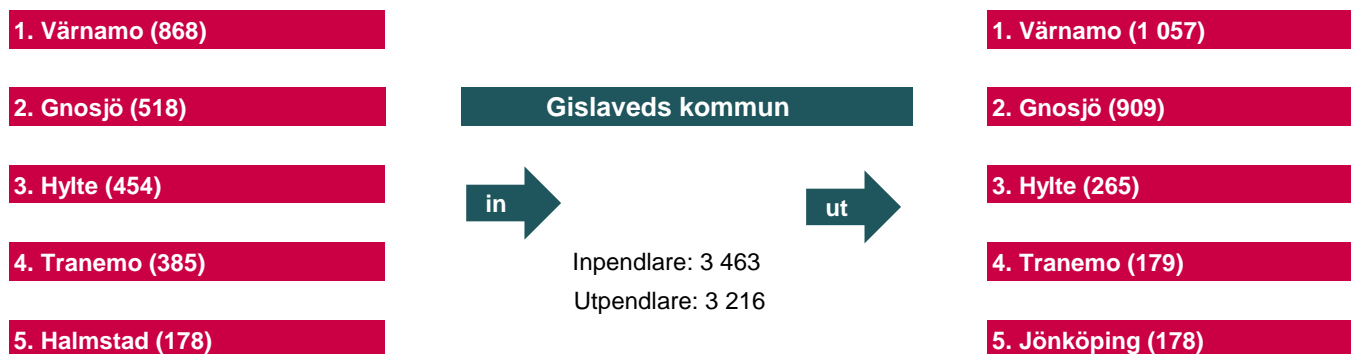 1. Värnamo (868)
2. Gnosjö (518)
3. Hylte (454)
4. Tranemo (385)
5. Halmstad (178)
Gislaveds kommun
in
ut
Inpendlare: 3 463
Utpendlare: 3 216
1. Värnamo (1 057)
2. Gnosjö (909)
3. Hylte (265)
4. Tranemo (179)
5. Jönköping (178)